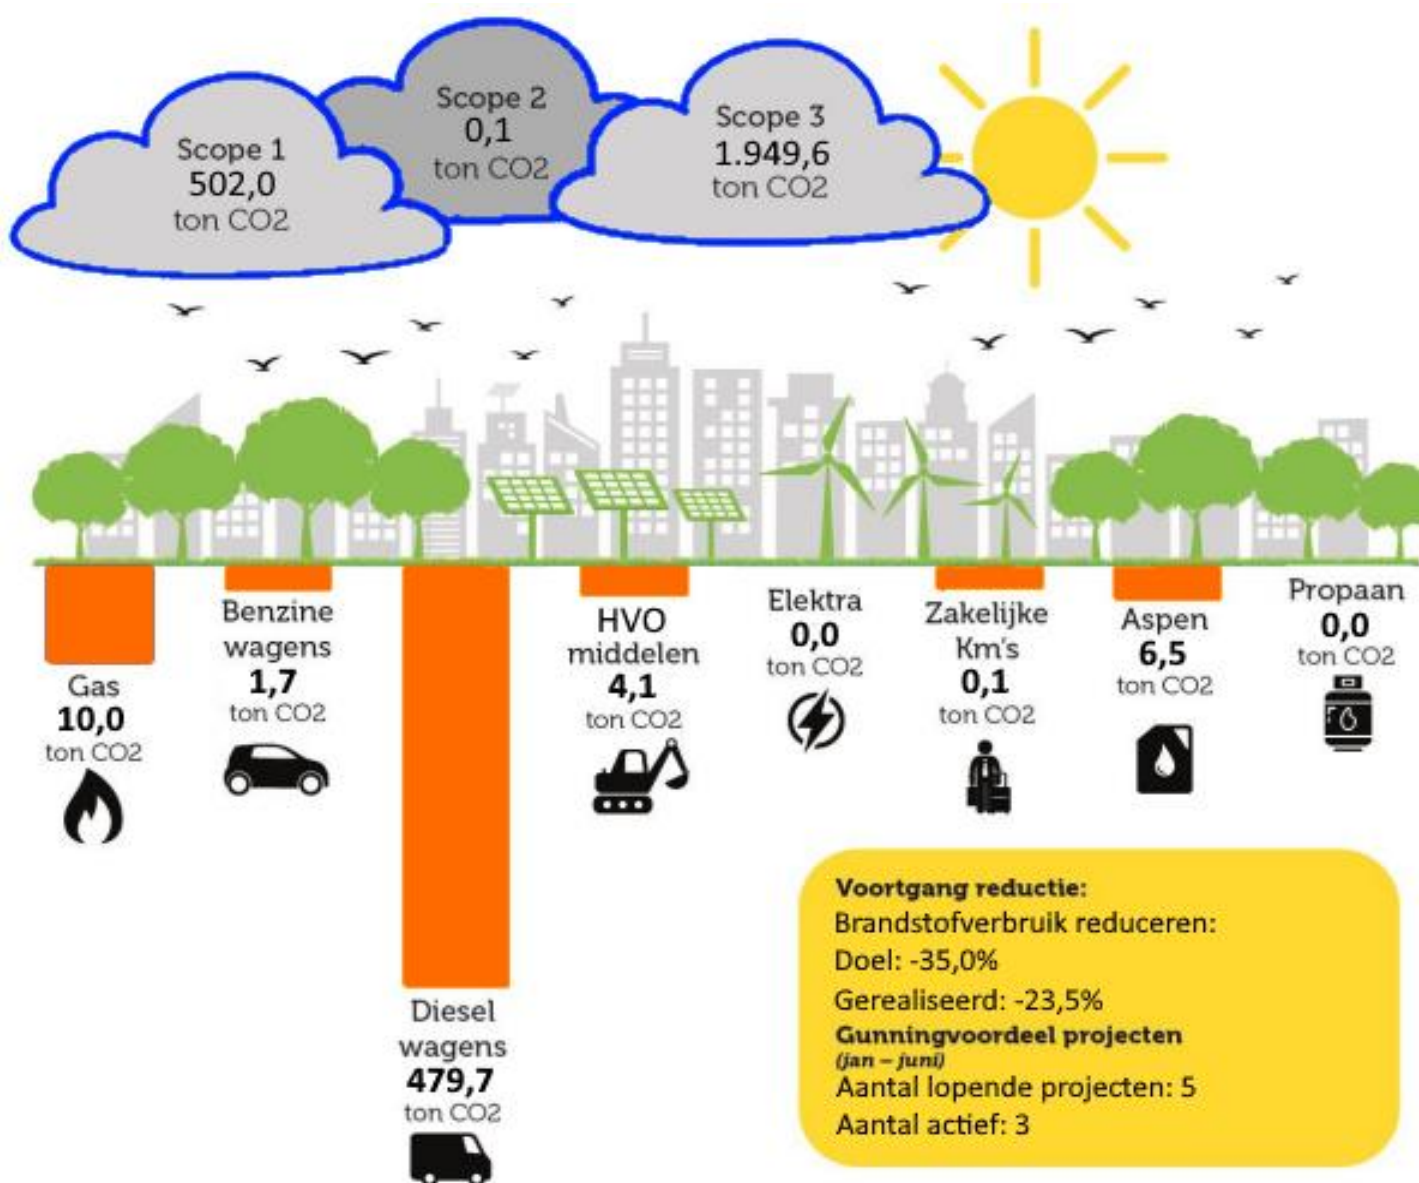 Scope 1
502,0
ton CO2
Scope 2
0,1
ton CO2
Scope 3
1.949,6
ton CO2
Gas
10,0
ton CO2
Benzine
wagens
1,7
ton CO2
Diesel
wagens
479,7
ton CO2
HVO
middelen
4,1
ton CO2
Elektra
0,0
ton CO2
Zakelijke
Km's
0,1
ton CO2
Aspen
6,5
ton CO2
Propaan
0,0
ton CO2
Voortgang reductie:
Brandstofverbruik reduceren:
Doel: -35,0%
Gerealiseerd: -23,5%
Gunningvoordeel projecten
(jan – juni)
Aantal lopende projecten: 5
Aantal actief: 3